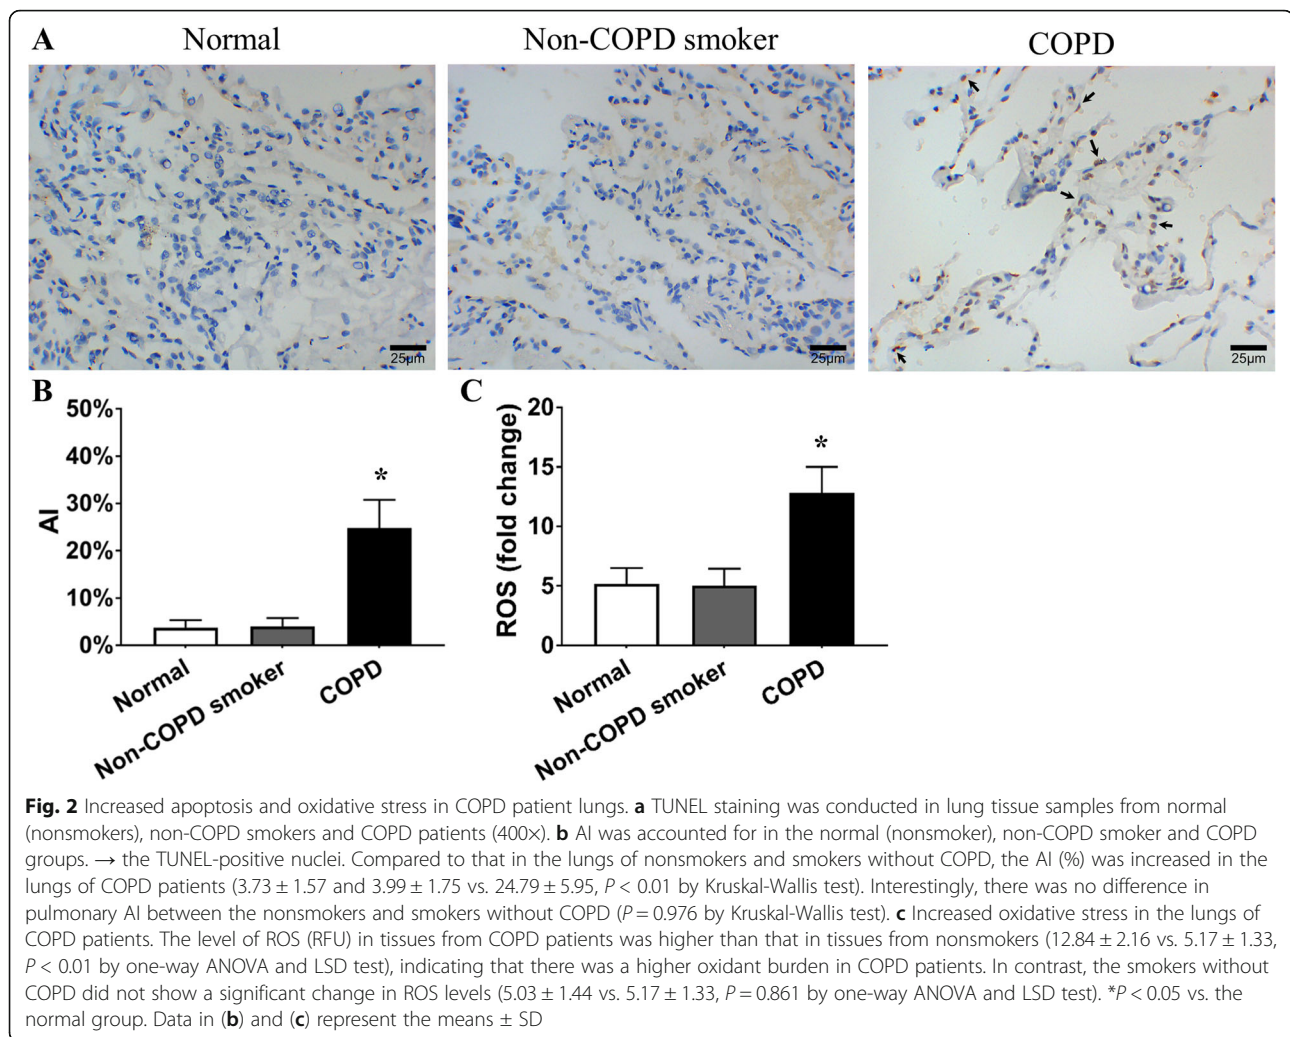 A
Normal
Non-COPD smoker
COPD
25µm
25µm
25µm
B
50%
40%
30%
20%
10%
0%
AI
*
Normal
Non-COPD smoker
COPD
C
20
15
10
5
0
ROS (fold change)
*
Normal
Non-COPD smoker
COPD
Fig. 2 Increased apoptosis and oxidative stress in COPD patient lungs. a TUNEL staining was conducted in lung tissue samples from normal
(nonsmokers), non-COPD smokers and COPD patients (400×). b AI was accounted for in the normal (nonsmoker), non-COPD smoker and COPD
groups. → the TUNEL-positive nuclei. Compared to that in the lungs of nonsmokers and smokers without COPD, the AI (%) was increased in the
lungs of COPD patients (3.73 ± 1.57 and 3.99 ± 1.75 vs. 24.79 ± 5.95, P < 0.01 by Kruskal-Wallis test). Interestingly, there was no difference in
pulmonary AI between the nonsmokers and smokers without COPD (P = 0.976 by Kruskal-Wallis test). c Increased oxidative stress in the lungs of
COPD patients. The level of ROS (RFU) in tissues from COPD patients was higher than that in tissues from nonsmokers (12.84 ± 2.16 vs. 5.17 ± 1.33,
P < 0.01 by one-way ANOVA and LSD test), indicating that there was a higher oxidant burden in COPD patients. In contrast, the smokers without
COPD did not show a significant change in ROS levels (5.03 ± 1.44 vs. 5.17 ± 1.33, P = 0.861 by one-way ANOVA and LSD test). *P < 0.05 vs. the
normal group. Data in (b) and (c) represent the means ± SD